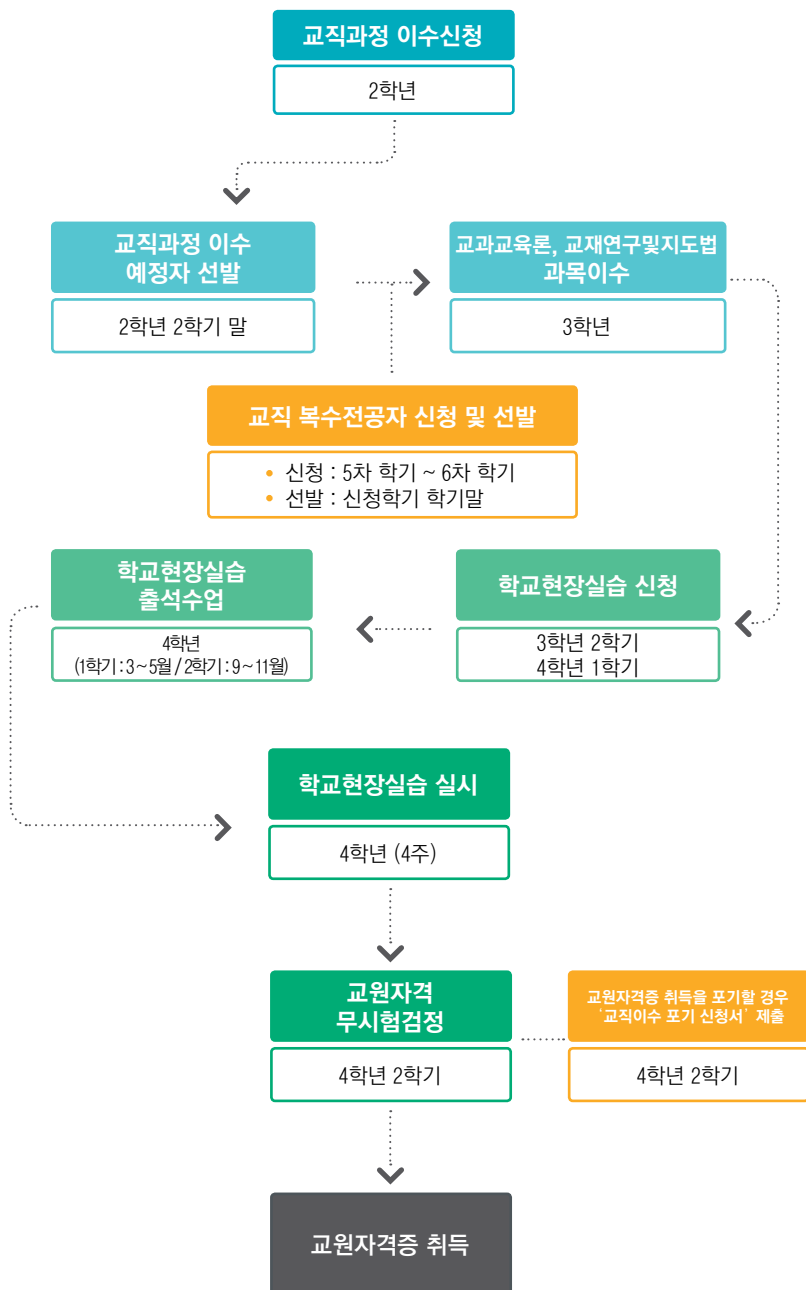 교직과정 이수신청
2학년
교직과정 이수
예정자 선발
2학년 2학기 말
교과교육론, 교재연구및지도법
과목이수
3학년
교직 복수전공자 신청 및 선발
• 신청 : 5차 학기 ~ 6차 학기
• 선발 : 신청학기 학기말
학교현장실습 신청
3학년 2학기
4학년 1학기
학교현장실습
출석수업
4학년
(1학기:3~5월/2학기:9~11월)
학교현장실습 실시
4학년 (4주)
교원자격
무시험검정
4학년 2학기
교원자격증 취득을 포기할 경우
‘교직이수 포기 신청서’ 제출
4학년 2학기
교원자격증 취득